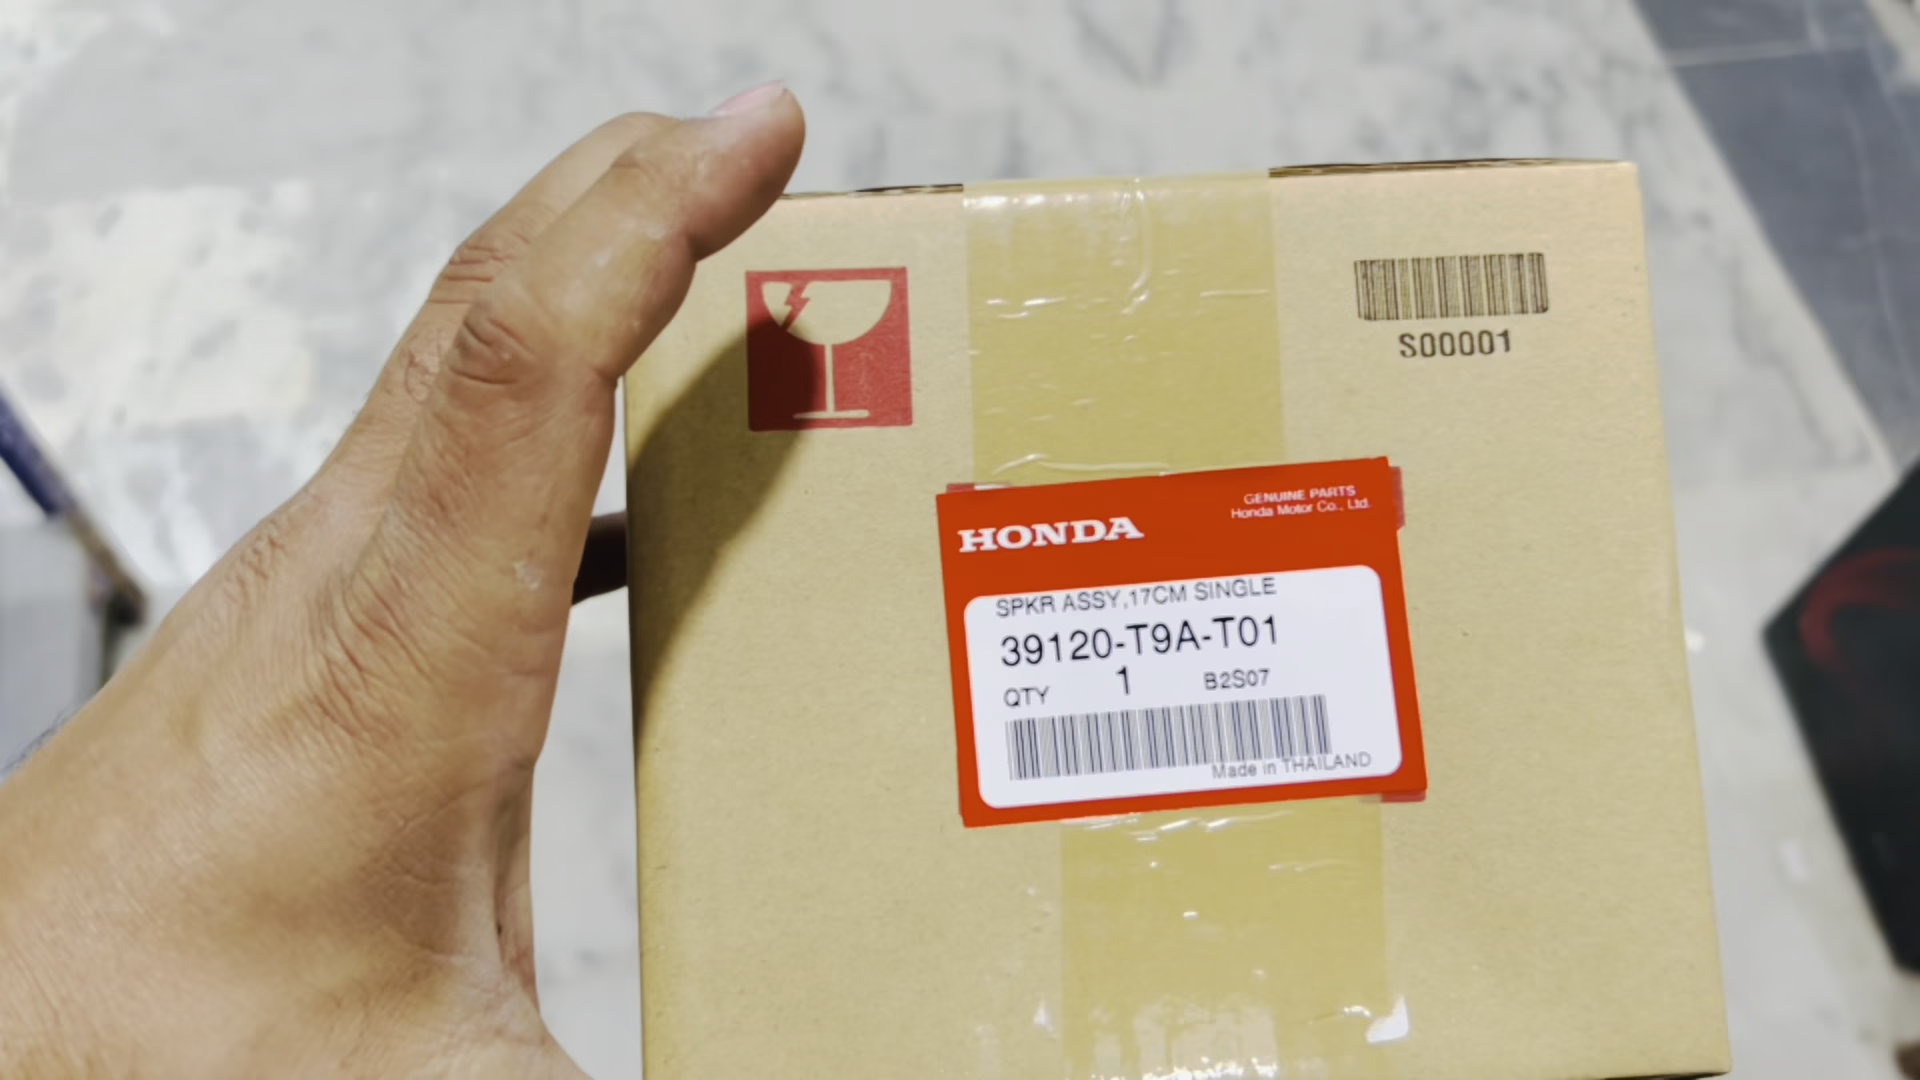 S00001
GENUINE PARTS
Honda Motor Co., Ltd.
HONDA
SPKR ASSY,17CM SINGLE
39120-T9A-T01
QTY 1 B2S07
Made in THAILAND